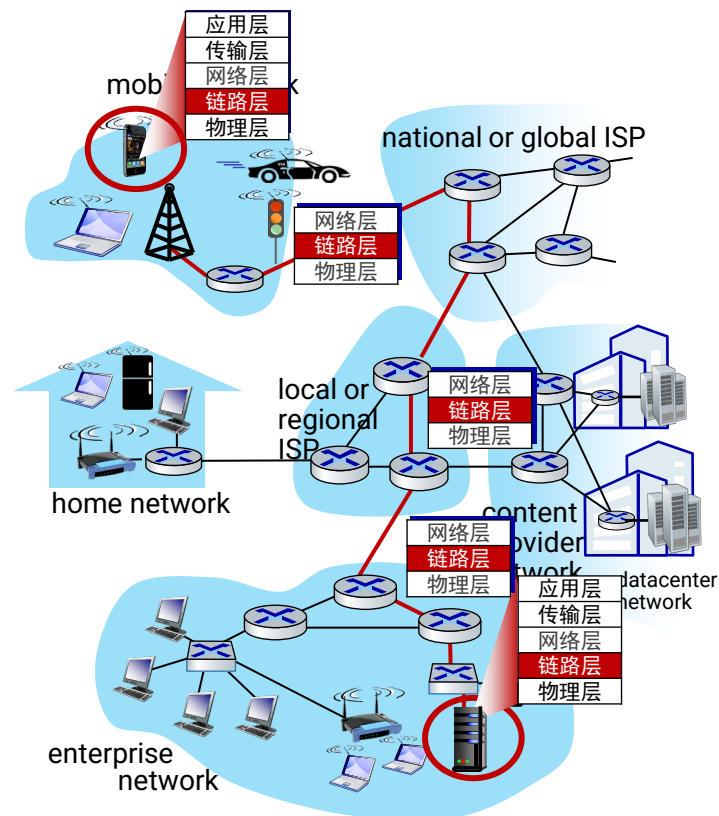 应用层
传输层
网络层
链路层
物理层
national or global ISP
网络层
链路层
物理层
local or
regional
ISP
网络层
链路层
物理层
home network
content
网络层
链路层
物理层
datacenter
network
应用层
传输层
网络层
链路层
物理层
enterprise
network